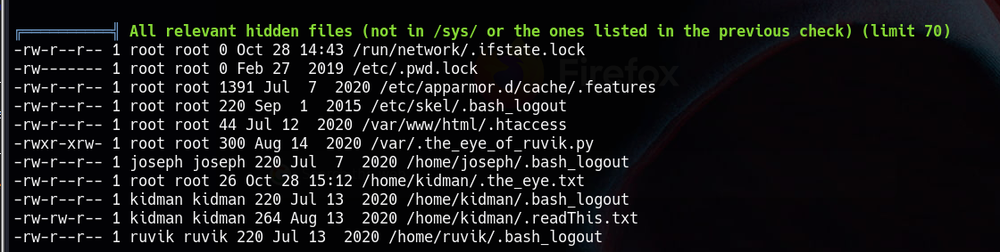 ╔══════════╣ All relevant hidden files (not in /sys/ or the ones listed in the previous check) (limit 70)
-rw-r--r-- 1 root root 0 Oct 28 14:43 /run/network/.ifstate.lock
-rw------- 1 root root 0 Feb 27  2019 /etc/.pwd.lock
Firefox
-rw-r--r-- 1 root root 1391 Jul  7  2020 /etc/apparmor.d/cache/.features
-rw-r--r-- 1 root root 220 Sep  1  2015 /etc/skel/.bash_logout
-rw-r--r-- 1 root root 44 Jul 12  2020 /var/www/html/.htaccess
-rwxr-xrw- 1 root root 300 Aug 14  2020 /var/.the_eye_of_ruvik.py
-rw-r--r-- 1 joseph joseph 220 Jul  7  2020 /home/joseph/.bash_logout
-rw-r--r-- 1 root root 26 Oct 28 15:12 /home/kidman/.the_eye.txt
-rw-r--r-- 1 kidman kidman 220 Jul 13  2020 /home/kidman/.bash_logout
-rw-rw-r-- 1 kidman kidman 264 Aug 13  2020 /home/kidman/.readThis.txt
-rw-r--r-- 1 ruvik ruvik 220 Jul 13  2020 /home/ruvik/.bash_logout